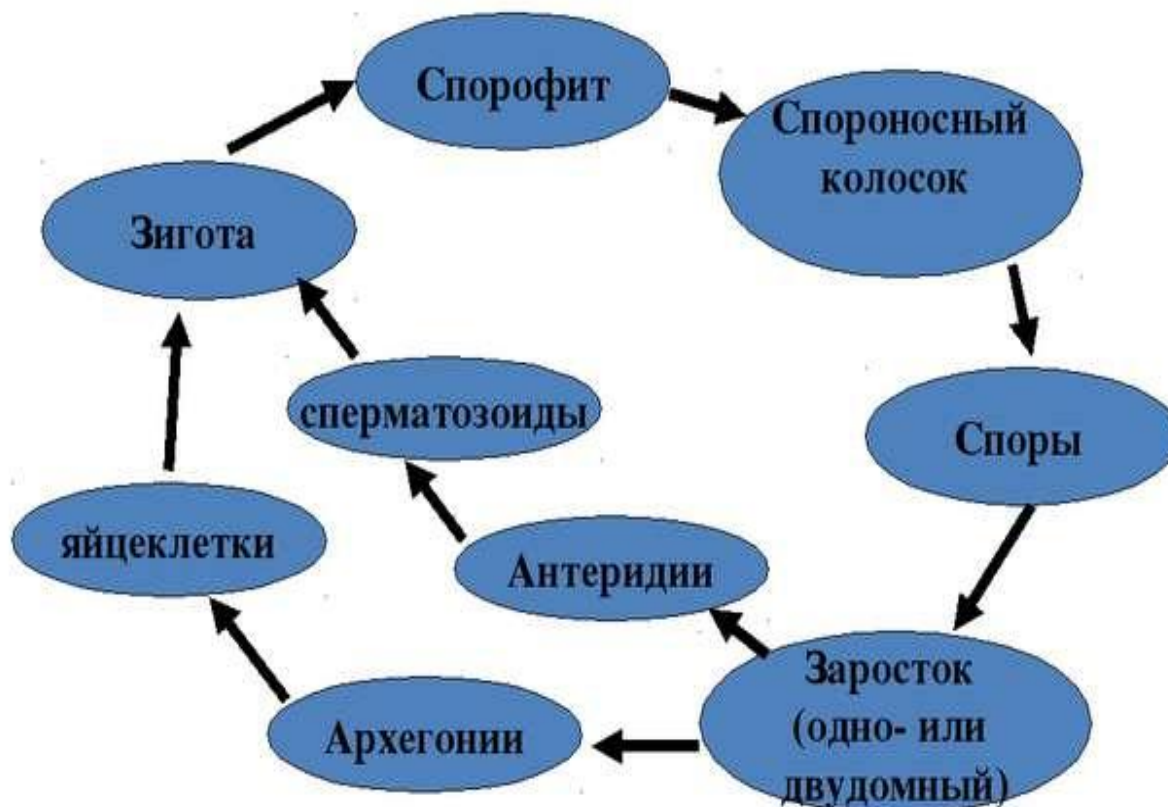 Спорофит
Спороносный
колосок
Зигота
сперматозоиды
Споры
яйцеклетки
Антеридии
Заросток
(одно- или
двудомный)
Архегонии